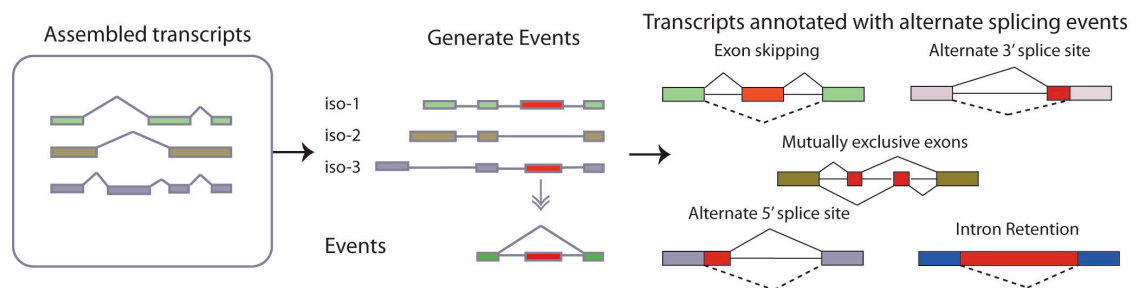 Assembled transcripts
Generate Events
iso-1
iso-2
iso-3
Events
Transcripts annotated with alternate splicing events
Exon skipping
Alternate 3′ splice site
Mutually exclusive exons
Alternate 5′ splice site
Intron Retention